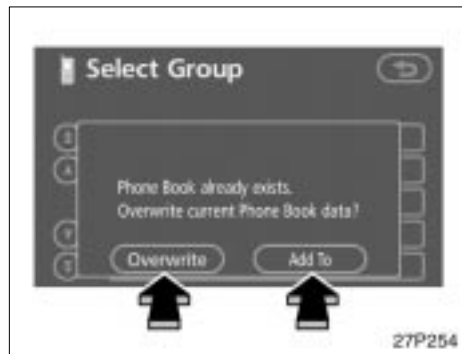 Select Group
Phone Book already exists.
Overwrite current Phone Book data?
Overwrite
Add To
27P254